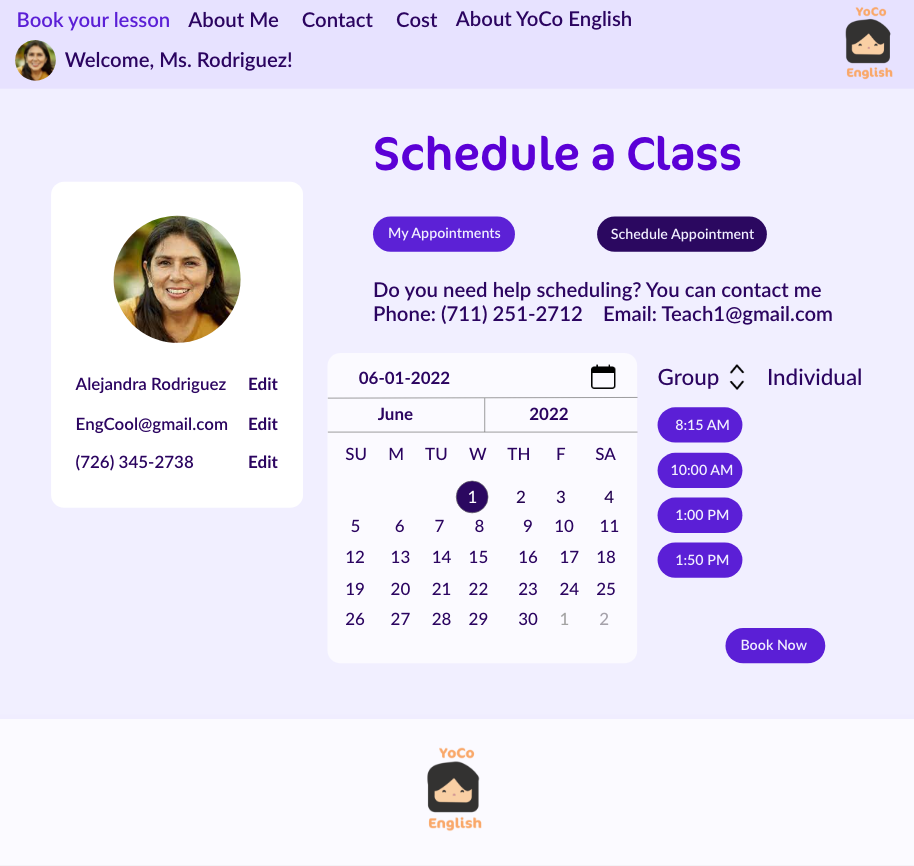 Book your lesson About Me Contact Cost About YoCo English
YoCo
English
Welcome, Ms. Rodriguez!
Schedule a Class
My Appointments Schedule Appointment
Do you need help scheduling? You can contact me
Phone: (711) 251-2712 Email: Teach1@gmail.com
Alejandra Rodriguez Edit
EngCool@gmail.com Edit
(726) 345-2738 Edit
06-01-2022
June 2022
SU M TU W TH F SA
1 2 3 4
5 6 7 8 9 10 11
12 13 14 15 16 17 18
19 20 21 22 23 24 25
26 27 28 29 30 1 2
Group Individual
8:15 AM
10:00 AM
1:00 PM
1:50 PM
Book Now
YoCo
English